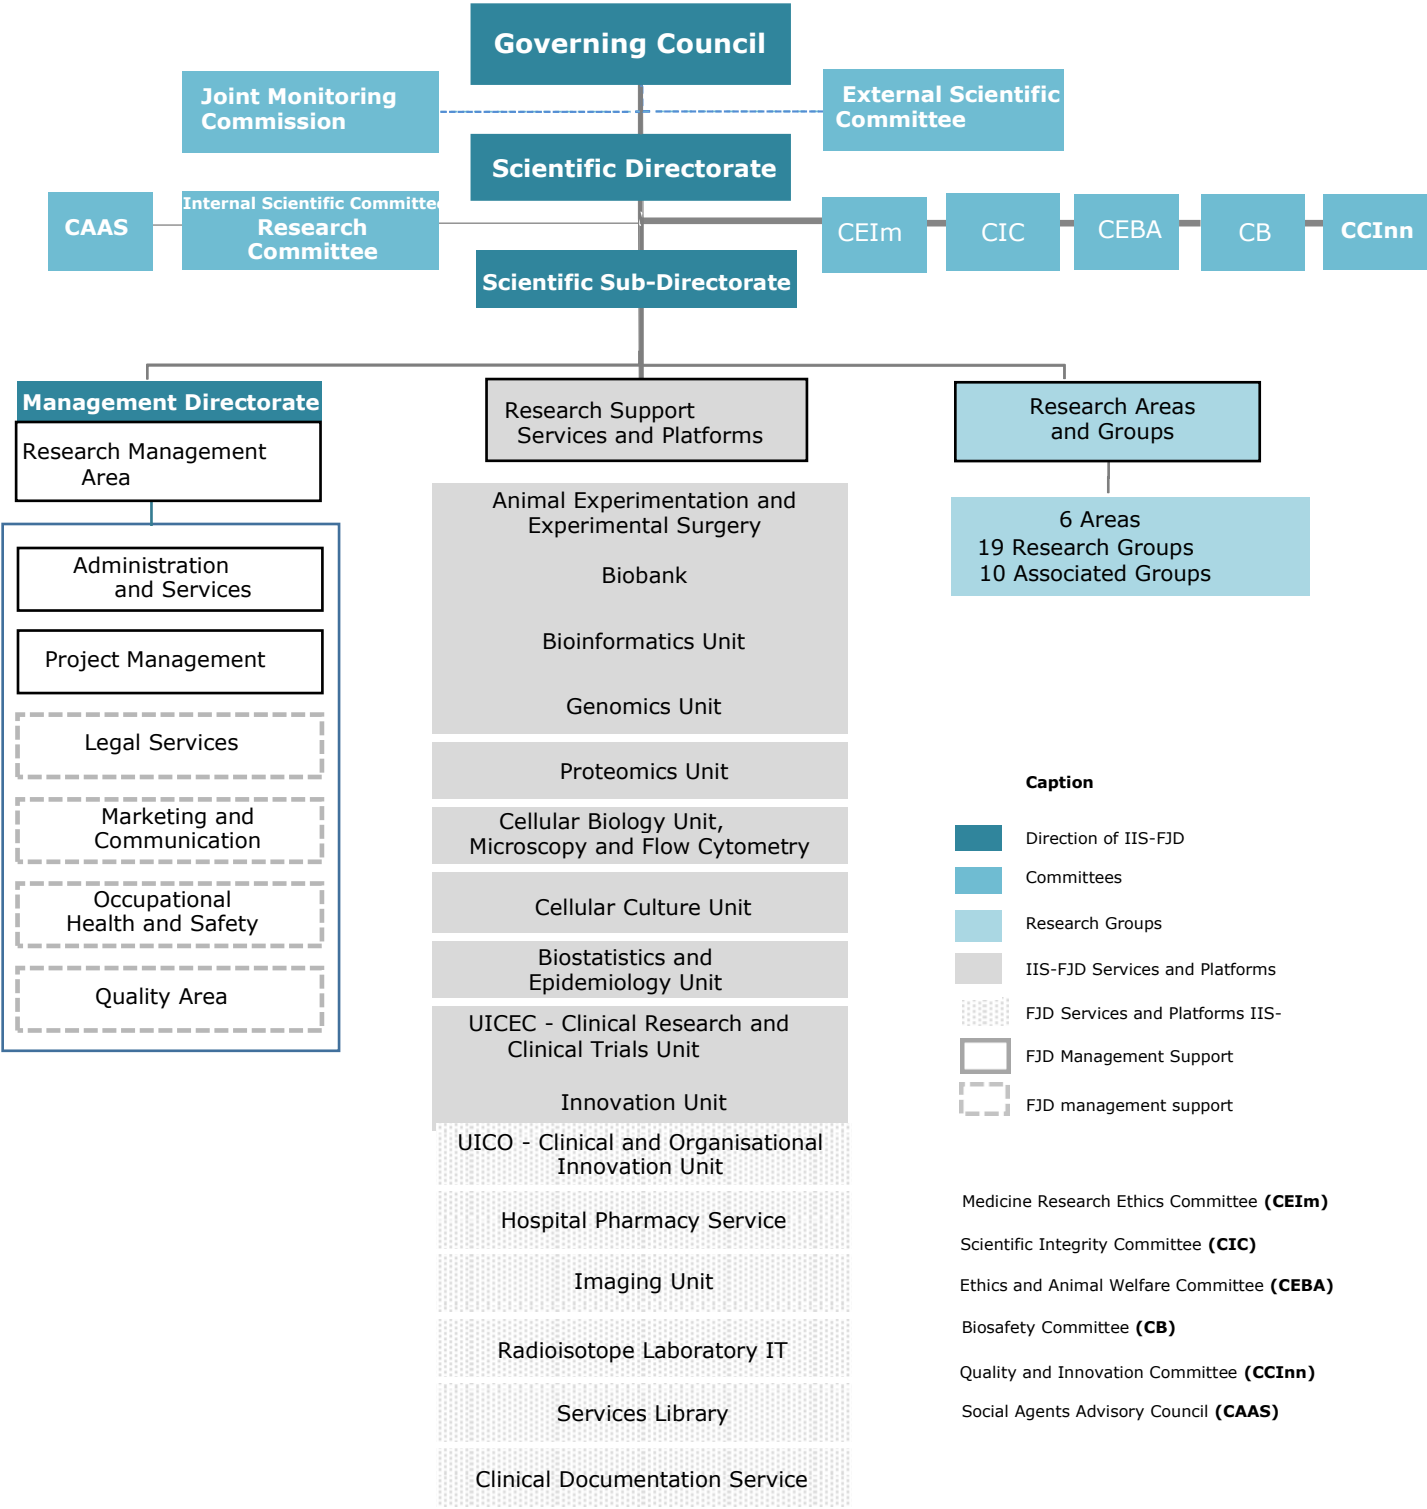 Governing Council
Joint Monitoring
Commission
External Scientific
Committee
Scientific Directorate
CAAS
Internal Scientific Committee
Research
Committee
CEIm
CIC
CEBA
CB
CCInn
Scientific Sub-Directorate
Management Directorate
Research Management
Area
Administration
and Services
Project Management
Legal Services
Marketing and
Communication
Occupational
Health and Safety
Quality Area
Research Support
Services and Platforms
Animal Experimentation and
Experimental Surgery
Biobank
Bioinformatics Unit
Genomics Unit
Proteomics Unit
Cellular Biology Unit,
Microscopy and Flow Cytometry
Cellular Culture Unit
Biostatistics and
Epidemiology Unit
UICEC - Clinical Research and
Clinical Trials Unit
Innovation Unit
UICO - Clinical and Organisational
Innovation Unit
Hospital Pharmacy Service
Imaging Unit
Radioisotope Laboratory IT
Services Library
Clinical Documentation Service
Research Areas
and Groups
6 Areas
19 Research Groups
10 Associated Groups
Caption
Direction of IIS-FJD
Committees
Research Groups
IIS-FJD Services and Platforms
FJD Services and Platforms IIS-
FJD Management Support
FJD management support
Medicine Research Ethics Committee (CEIm)
Scientific Integrity Committee (CIC)
Ethics and Animal Welfare Committee (CEBA)
Biosafety Committee (CB)
Quality and Innovation Committee (CCInn)
Social Agents Advisory Council (CAAS)